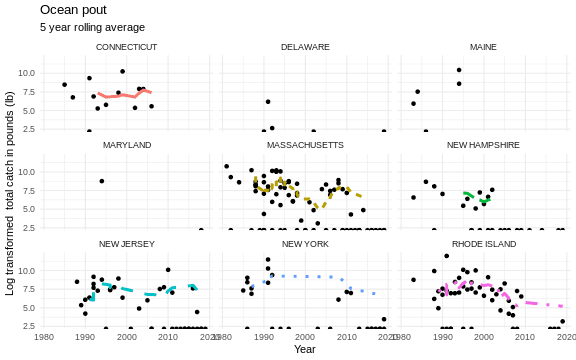 Ocean pout
5 year rolling average
CONNECTICUT DELAWARE MAINE
10.0
7.5
5.0
2.5
MARYLAND MASSACHUSETTS NEW HAMPSHIRE
10.0
7.5
5.0
2.5
NEW JERSEY NEW YORK RHODE ISLAND
10.0
7.5
5.0
2.5
1980 1990 2000 2010 2020 1980 1990 2000 2010 2020 1980 1990 2000 2010 2020
Year
Log transformed total catch in pounds (lb)